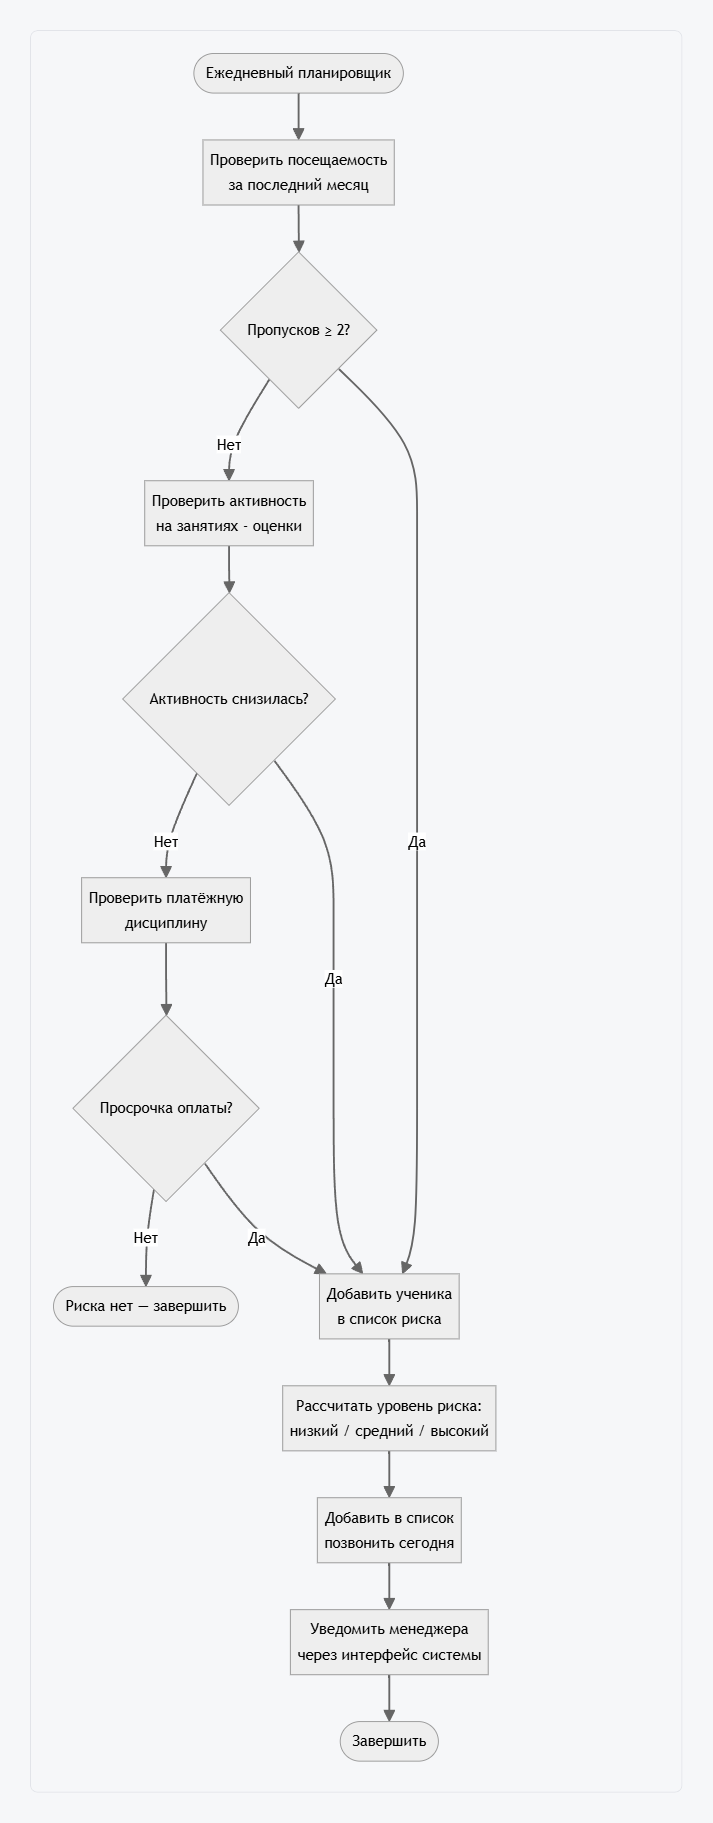 Ежедневный планировщик
Проверить посещаемость
за последний месяц
Пропусков ≥ 2?
Нет
Проверить активность
на занятиях - оценки
Активность снизилась?
Нет
Да
Проверить платёжную
дисциплину
Да
Просрочка оплаты?
Нет
Да
Риска нет — завершить
Добавить ученика
в список риска
Рассчитать уровень риска:
низкий / средний / высокий
Добавить в список
позвонить сегодня
Уведомить менеджера
через интерфейс системы
Завершить